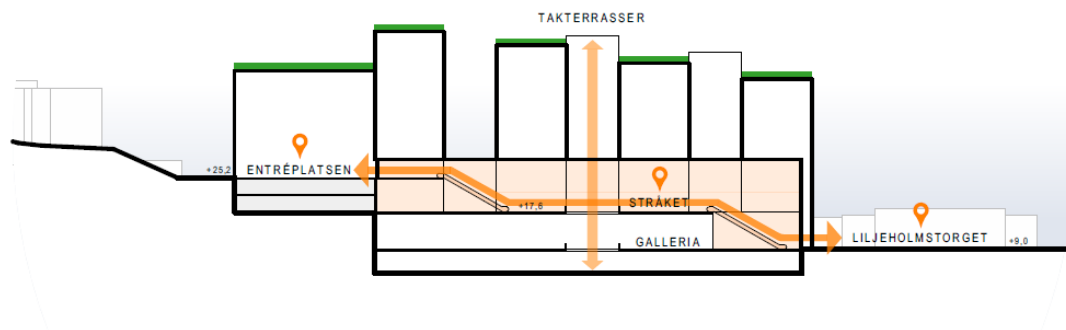 TAKTERRASSER
+25,2
ENTRÉPLATSEN
+17,6
STRÅKET
GALLERIA
LILJEHOLMSTORGET
+9,0